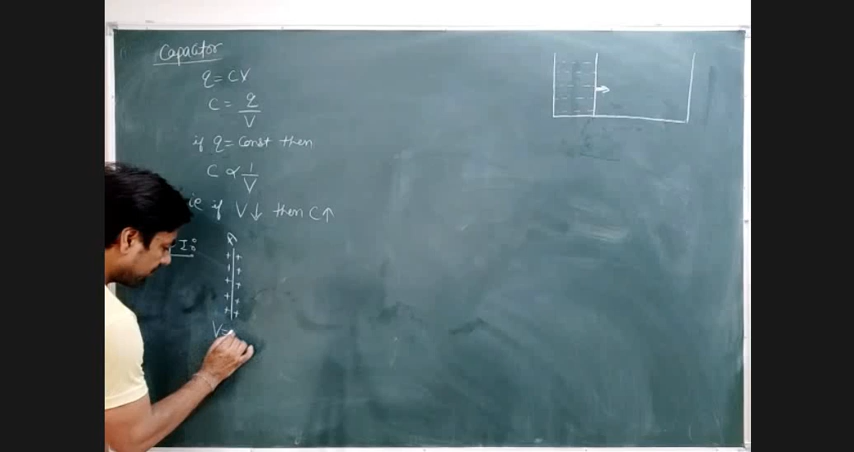 Capacitor
q = CV
C = q/V
if q = Const then
C ∝ 1/V
ie if V↓ then C↑
I:
A
+ +
+ +
+ +
+ +
+ +
V=